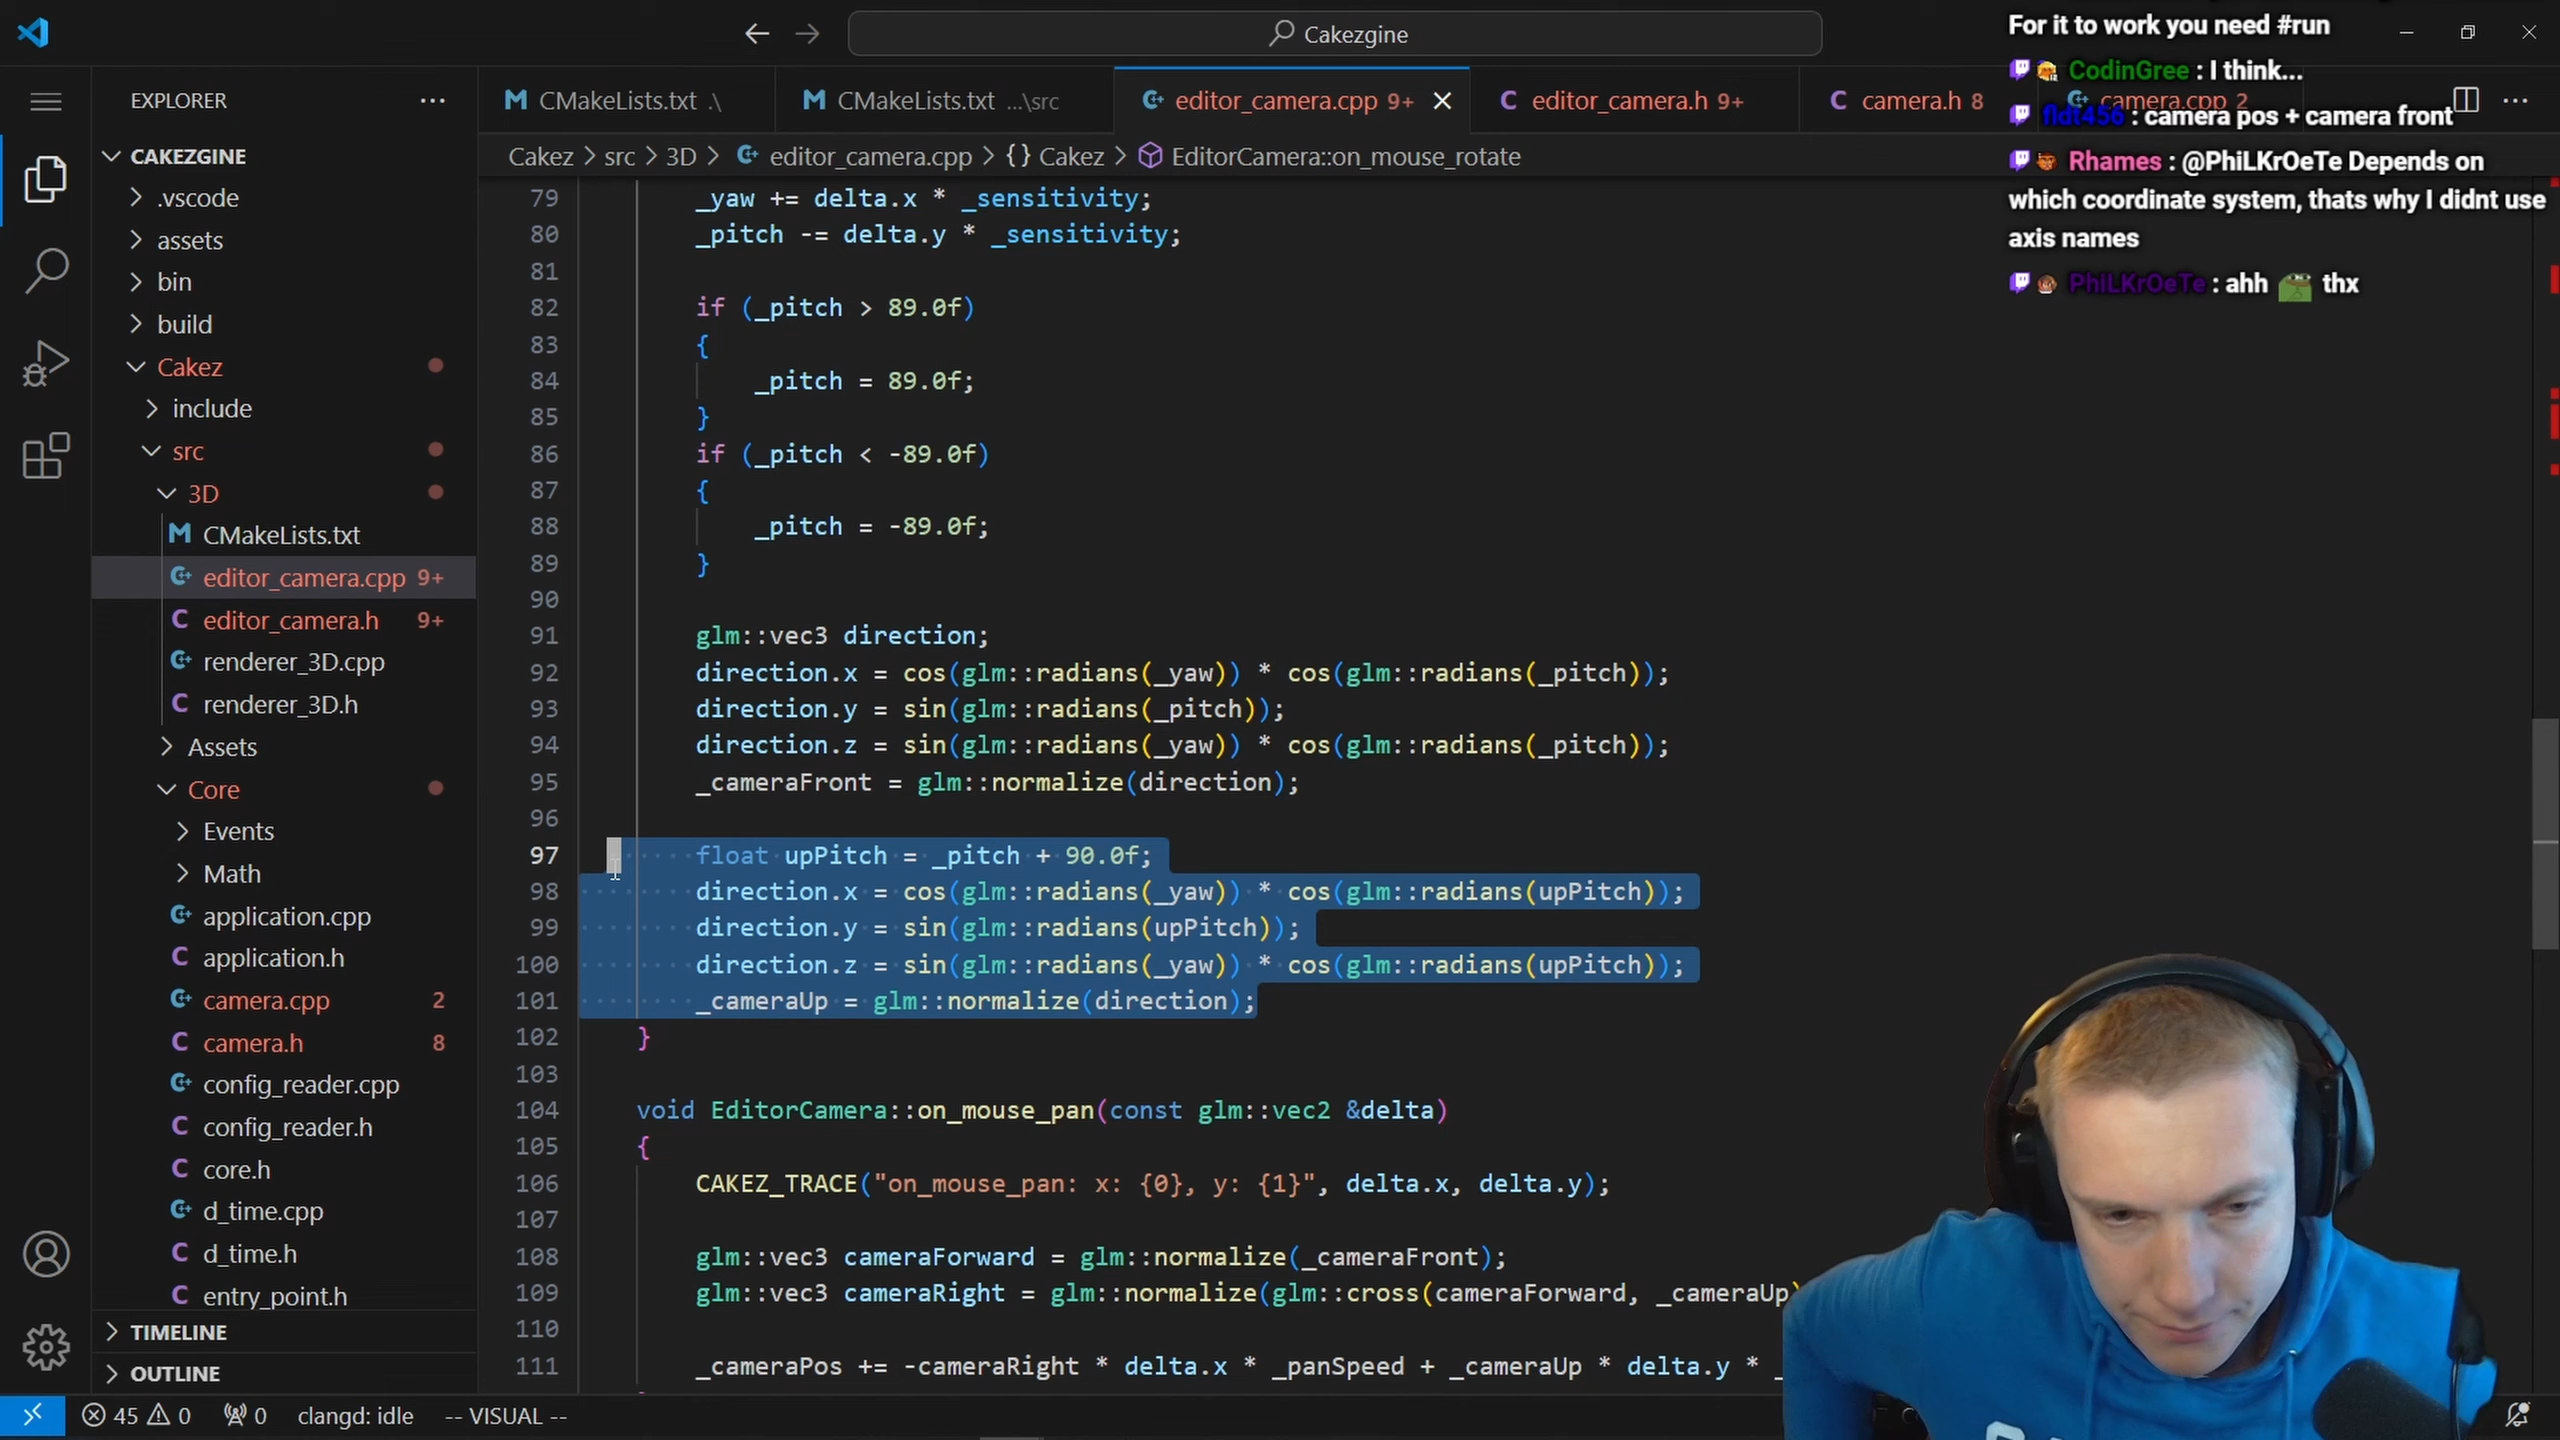 Cakezgine
For it to work you need #run
CodinGree : I think...
fldt456 : camera pos + camera front
Rhames : @PhiLKrOeTe Depends on
which coordinate system, thats why I didnt use
axis names
PhiLKrOeTe : ahh thx
EXPLORER
CMakeLists.txt .\
CMakeLists.txt ...\src
editor_camera.cpp 9+
editor_camera.h 9+
camera.h 8
camera.cpp 2
Cakez > src > 3D > editor_camera.cpp > {} Cakez > EditorCamera::on_mouse_rotate
CAKEZGINE
.vscode
assets
bin
build
Cakez
include
src
3D
CMakeLists.txt
editor_camera.cpp 9+
editor_camera.h 9+
renderer_3D.cpp
renderer_3D.h
Assets
Core
Events
Math
application.cpp
application.h
camera.cpp 2
camera.h 8
config_reader.cpp
config_reader.h
core.h
d_time.cpp
d_time.h
entry_point.h
TIMELINE
OUTLINE
79 _yaw += delta.x * _sensitivity;
80 _pitch -= delta.y * _sensitivity;
81
82 if (_pitch > 89.0f)
83 {
84 _pitch = 89.0f;
85 }
86 if (_pitch < -89.0f)
87 {
88 _pitch = -89.0f;
89 }
90
91 glm::vec3 direction;
92 direction.x = cos(glm::radians(_yaw)) * cos(glm::radians(_pitch));
93 direction.y = sin(glm::radians(_pitch));
94 direction.z = sin(glm::radians(_yaw)) * cos(glm::radians(_pitch));
95 _cameraFront = glm::normalize(direction);
96
97 float upPitch = _pitch + 90.0f;
98 direction.x = cos(glm::radians(_yaw)) * cos(glm::radians(upPitch));
99 direction.y = sin(glm::radians(upPitch));
100 direction.z = sin(glm::radians(_yaw)) * cos(glm::radians(upPitch));
101 _cameraUp = glm::normalize(direction);
102 }
103
104 void EditorCamera::on_mouse_pan(const glm::vec2 &delta)
105 {
106 CAKEZ_TRACE("on_mouse_pan: x: {0}, y: {1}", delta.x, delta.y);
107
108 glm::vec3 cameraForward = glm::normalize(_cameraFront);
109 glm::vec3 cameraRight = glm::normalize(glm::cross(cameraForward, _cameraUp)
110
111 _cameraPos += -cameraRight * delta.x * _panSpeed + _cameraUp * delta.y *
45 0 0 clangd: idle -- VISUAL --